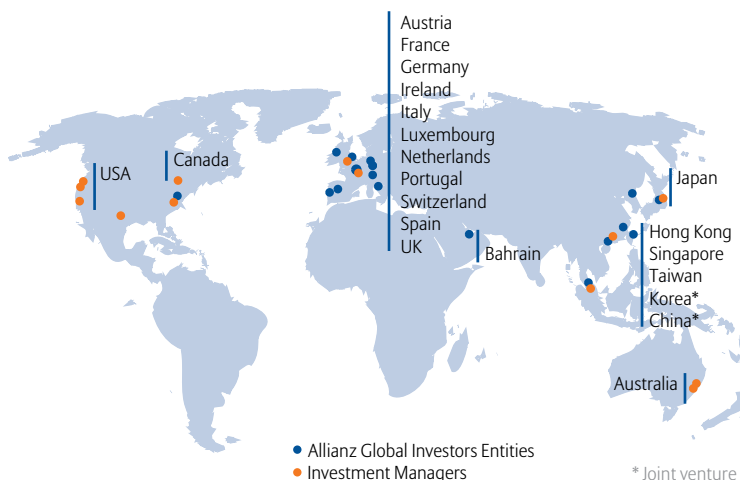 Austria
France
Germany
Ireland
Italy
Luxembourg
Netherlands
Portugal
Switzerland
Spain
UK
USA
Canada
Bahrain
Japan
Hong Kong
Singapore
Taiwan
Korea*
China*
Australia
Allianz Global Investors Entities
Investment Managers
* Joint venture